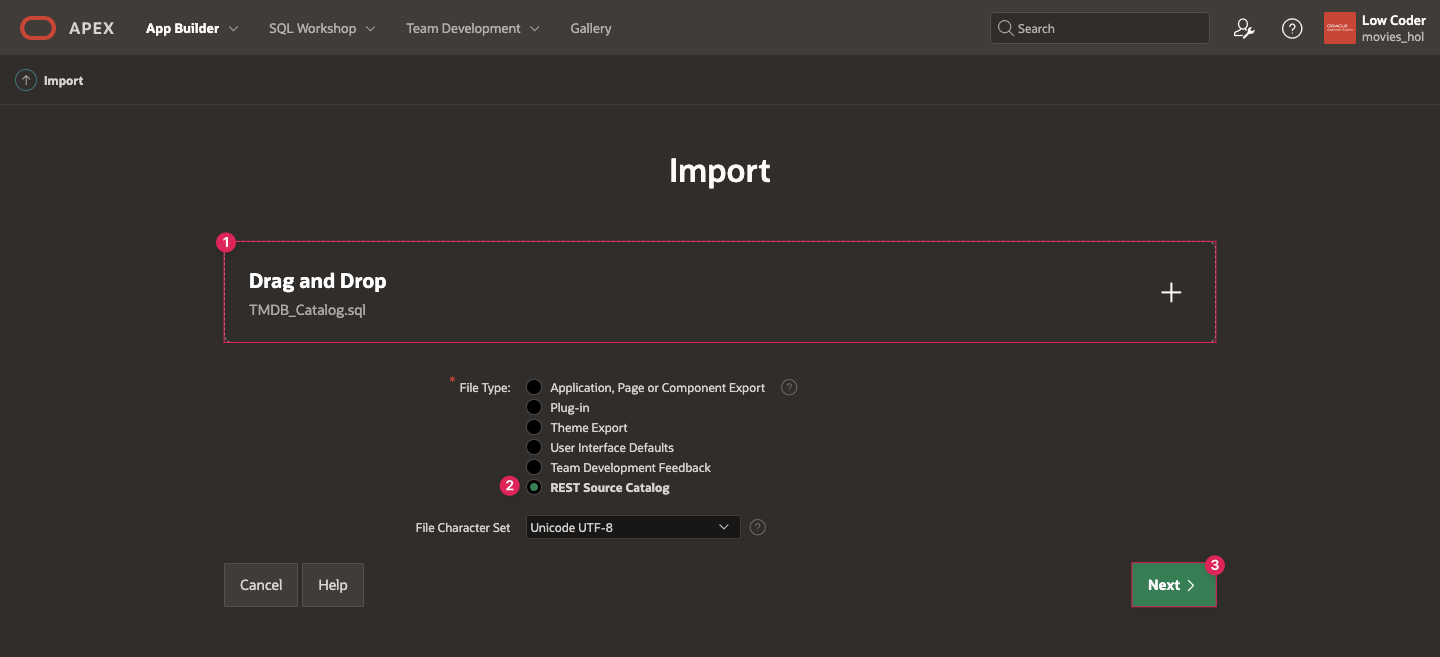 APEX
App Builder
SQL Workshop
Team Development
Gallery
Search
?
Low Coder
movies_hol
Import
Import
1
Drag and Drop
TMDB_Catalog.sql
* File Type:
Application, Page or Component Export ?
Plug-in
Theme Export
User Interface Defaults
Team Development Feedback
2 REST Source Catalog
File Character Set Unicode UTF-8 ?
Cancel
Help
Next
3